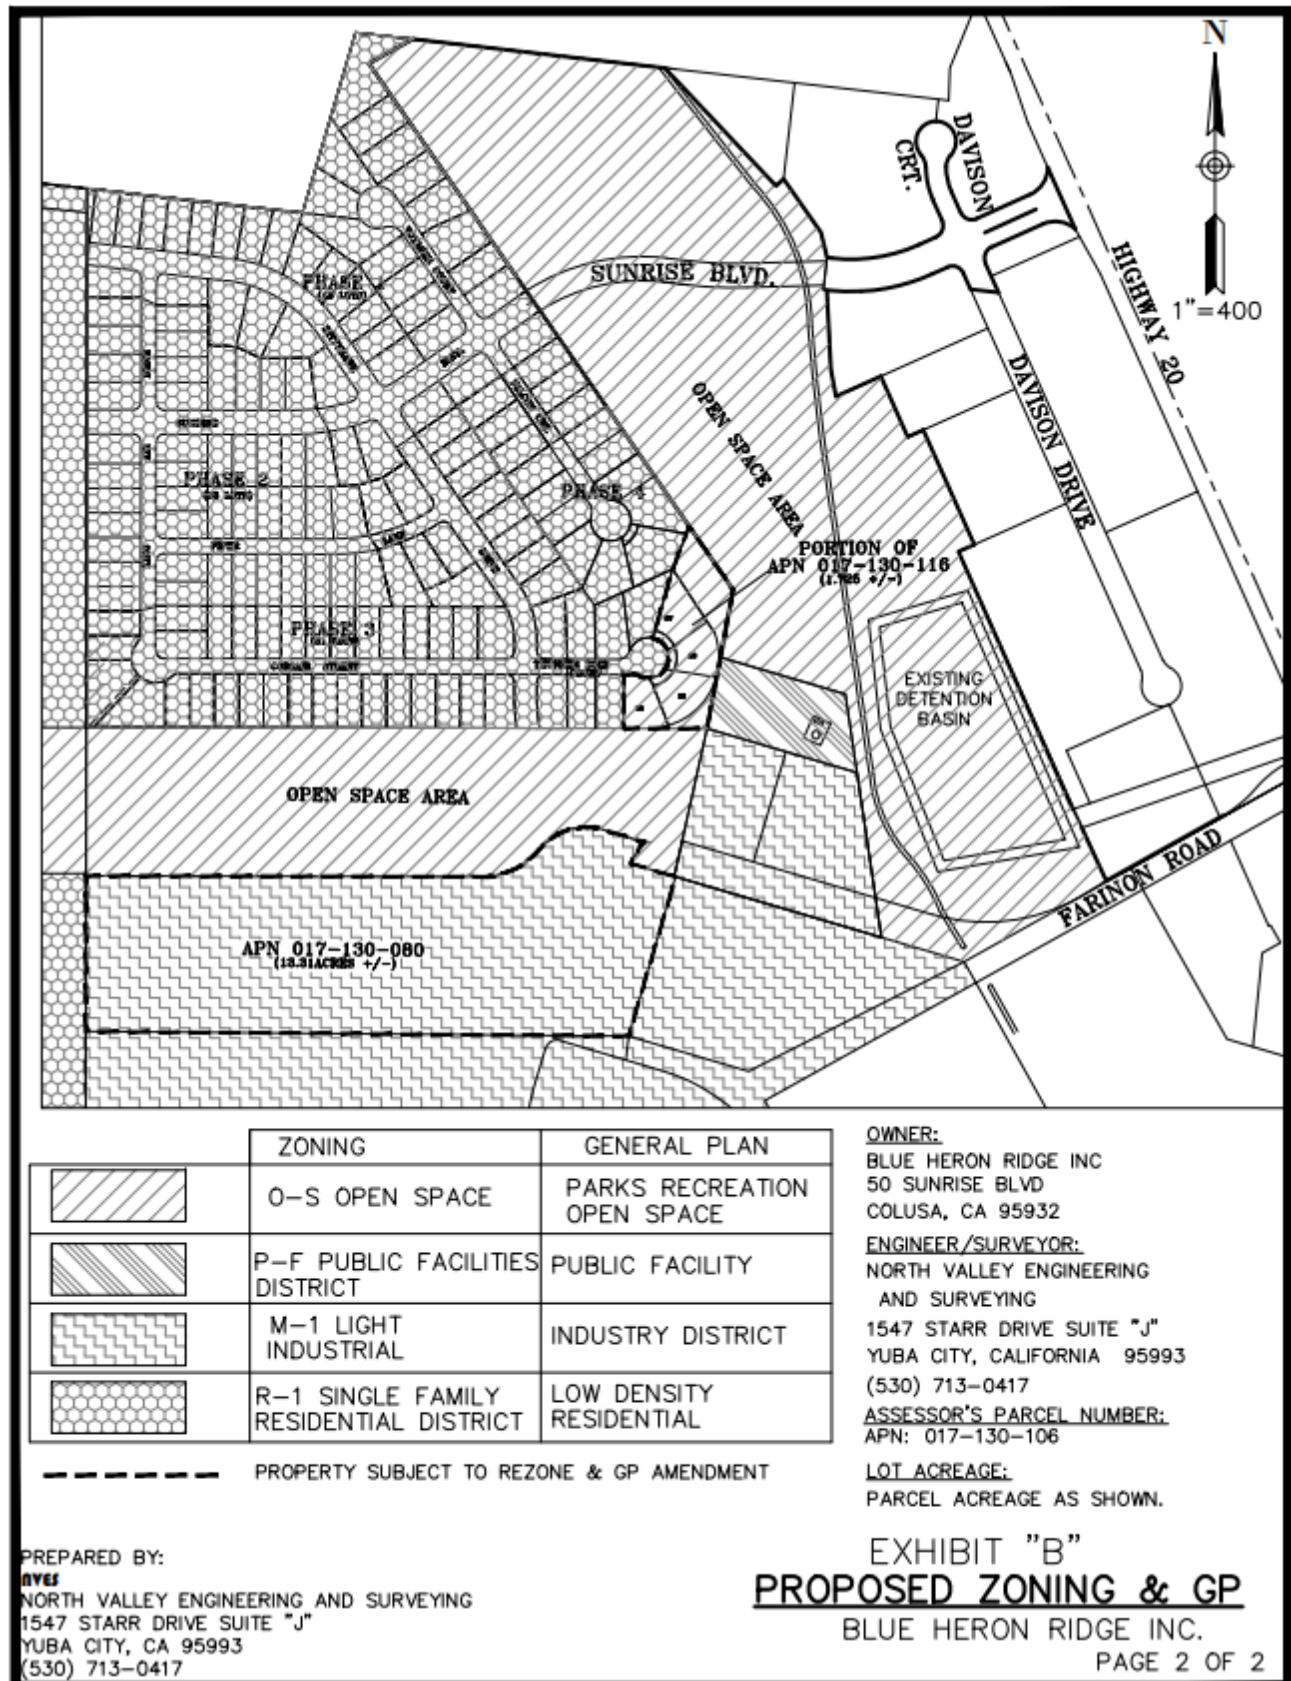 N
1"=400
DAVISON
CRT.
HIGHWAY 20
SUNRISE BLVD.
DAVISON DRIVE
OPEN SPACE AREA
PHASE
PHASE 2
PHASE 3
PHASE 4
PORTION OF
APN 017-130-116
EXISTING
DETENTION
BASIN
OPEN SPACE AREA
FARINON ROAD
APN 017-130-080
(13.31ACRES +/-)
ZONING
GENERAL PLAN
O-S OPEN SPACE
PARKS RECREATION
OPEN SPACE
P-F PUBLIC FACILITIES
DISTRICT
PUBLIC FACILITY
M-1 LIGHT
INDUSTRIAL
INDUSTRY DISTRICT
R-1 SINGLE FAMILY
RESIDENTIAL DISTRICT
LOW DENSITY
RESIDENTIAL
PROPERTY SUBJECT TO REZONE & GP AMENDMENT
OWNER:
BLUE HERON RIDGE INC
50 SUNRISE BLVD
COLUSA, CA 95932
ENGINEER/SURVEYOR:
NORTH VALLEY ENGINEERING
AND SURVEYING
1547 STARR DRIVE SUITE "J"
YUBA CITY, CALIFORNIA 95993
(530) 713-0417
ASSESSOR'S PARCEL NUMBER:
APN: 017-130-106
LOT ACREAGE:
PARCEL ACREAGE AS SHOWN.
PREPARED BY:
NVES
NORTH VALLEY ENGINEERING AND SURVEYING
1547 STARR DRIVE SUITE "J"
YUBA CITY, CA 95993
(530) 713-0417
EXHIBIT "B"
PROPOSED ZONING & GP
BLUE HERON RIDGE INC.
PAGE 2 OF 2